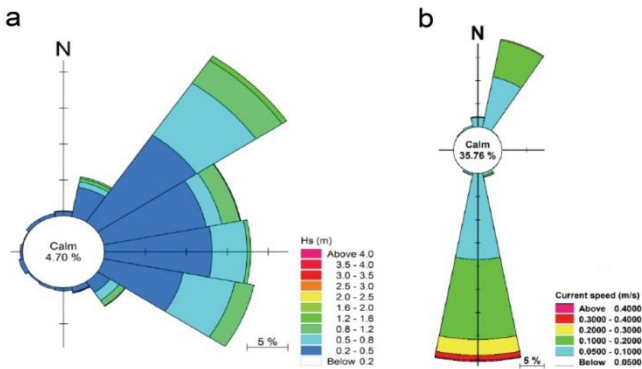 a
N
Calm
4.70 %
Hs (m)
Above 4.0
3.5 - 4.0
3.0 - 3.5
2.5 - 3.0
2.0 - 2.5
1.6 - 2.0
1.2 - 1.6
0.8 - 1.2
0.5 - 0.8
0.2 - 0.5
Below 0.2
5 %
b
N
Calm
35.76 %
Current speed (m/s)
Above 0.4000
0.3000 - 0.4000
0.2000 - 0.3000
0.1000 - 0.2000
0.0500 - 0.1000
Below 0.0500
5 %